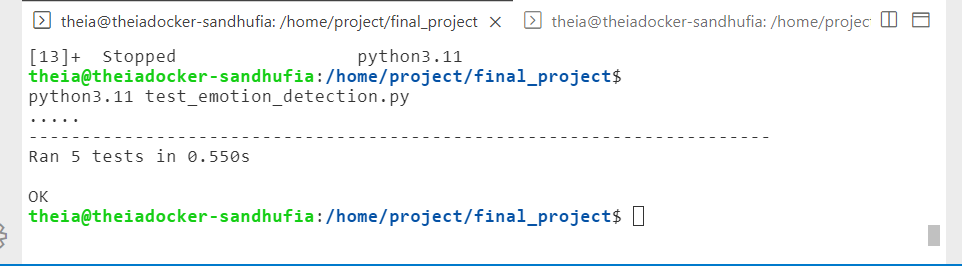 theia@theiadocker-sandhufia: /home/project/final_project × theia@theiadocker-sandhufia: /home/projec
[13]+  Stopped                 python3.11
theia@theiadocker-sandhufia:/home/project/final_project$
python3.11 test_emotion_detection.py
.....
----------------------------------------------------------------------
Ran 5 tests in 0.550s
OK
theia@theiadocker-sandhufia:/home/project/final_project$